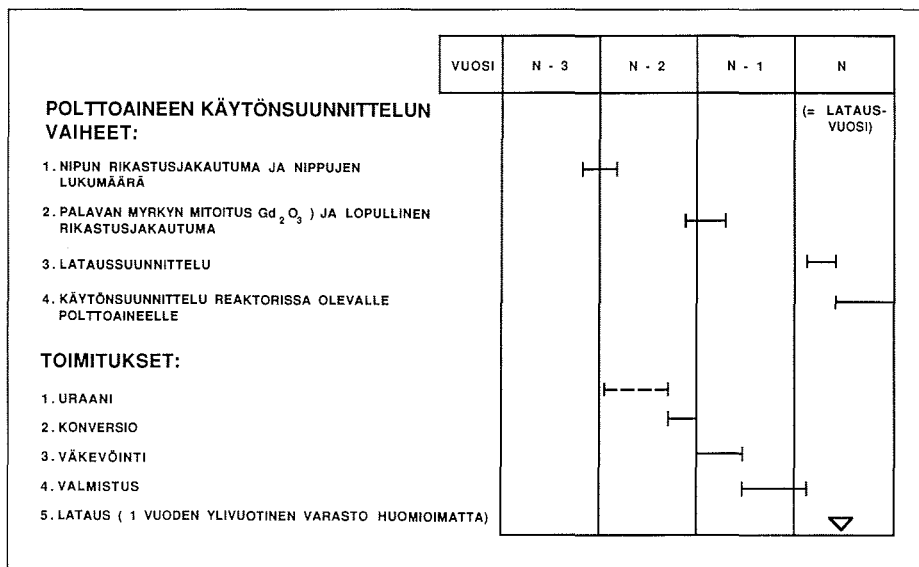 VUOSI N - 3 N - 2 N - 1 N
(= LATAUS-
VUOSI)
POLTTOAINEEN KÄYTÖNSUUNNITTELUN
VAIHEET:
1. NIPUN RIKASTUSJAKAUTUMA JA NIPPUJEN
LUKUMÄÄRÄ
2. PALAVAN MYRKYN MITOITUS Gd₂O₃ ) JA LOPULLINEN
RIKASTUSJAKAUTUMA
3. LATAUSSUUNNITTELU
4. KÄYTÖNSUUNNITTELU REAKTORISSA OLEVALLE
POLTTOAINEELLE
TOIMITUKSET:
1. URAANI
2. KONVERSIO
3. VÄKEVÖINTI
4. VALMISTUS
5. LATAUS ( 1 VUODEN YLIVUOTINEN VARASTO HUOMIOIMATTA)